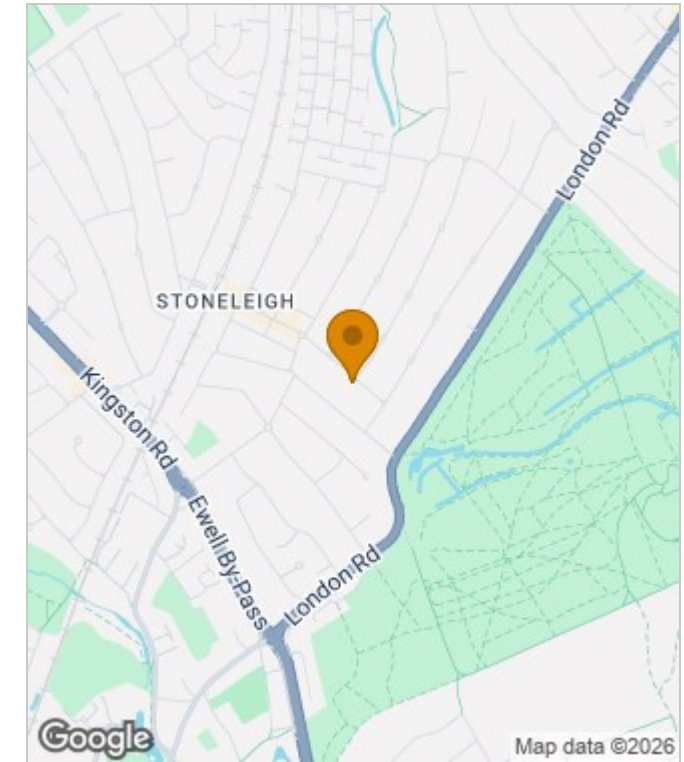 London Rd
STONELEIGH
Kingston Rd
Ewell By-Pass
London Rd
Google
Map data ©2026